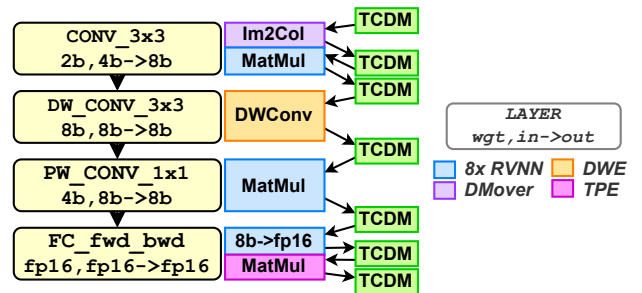 CONV_3x3
2b,4b->8b
Im2Col
MatMul
TCDM
TCDM
TCDM
DW_CONV_3x3
8b,8b->8b
DWConv
TCDM
PW_CONV_1x1
4b,8b->8b
MatMul
TCDM
FC_fwd_bwd
fp16,fp16->fp16
8b->fp16
MatMul
TCDM
TCDM
LAYER
wgt,in->out
8x RVNN
DWE
DMover
TPE